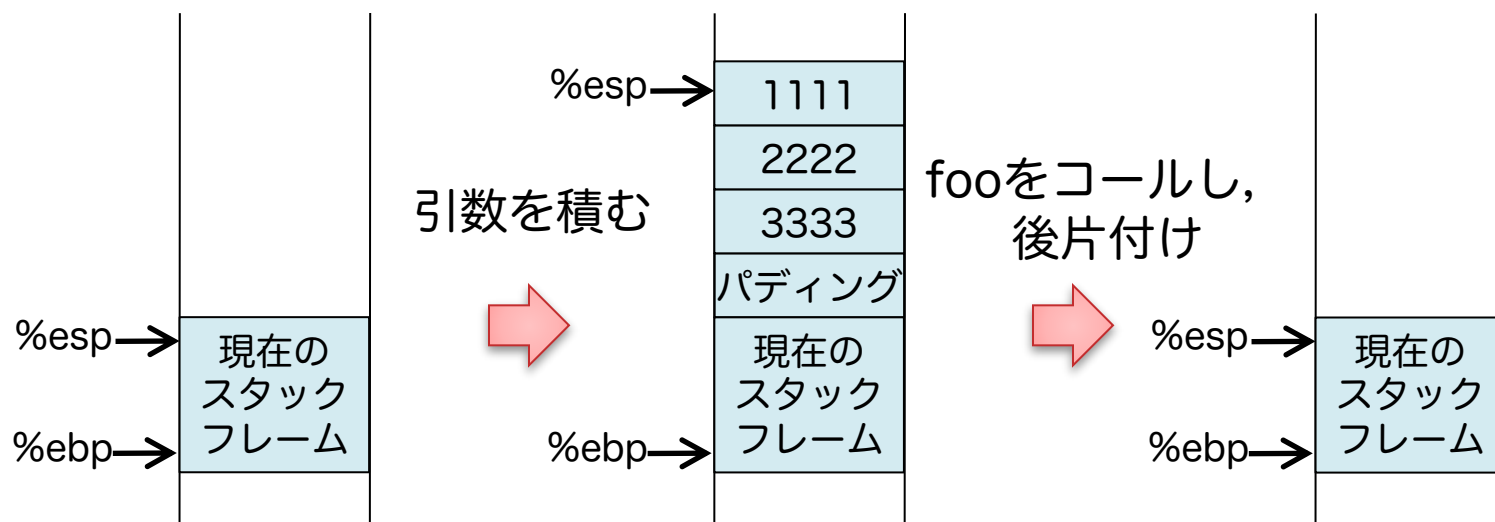 %esp
現在の
スタック
フレーム
%ebp
引数を積む
%esp
1111
2222
3333
パディング
現在の
スタック
フレーム
%ebp
fooをコールし,
後片付け
%esp
現在の
スタック
フレーム
%ebp